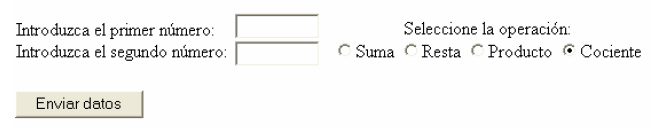 Introduzca el primer número: Seleccione la operación:
Introduzca el segundo número: Suma Resta Producto Cociente
Enviar datos